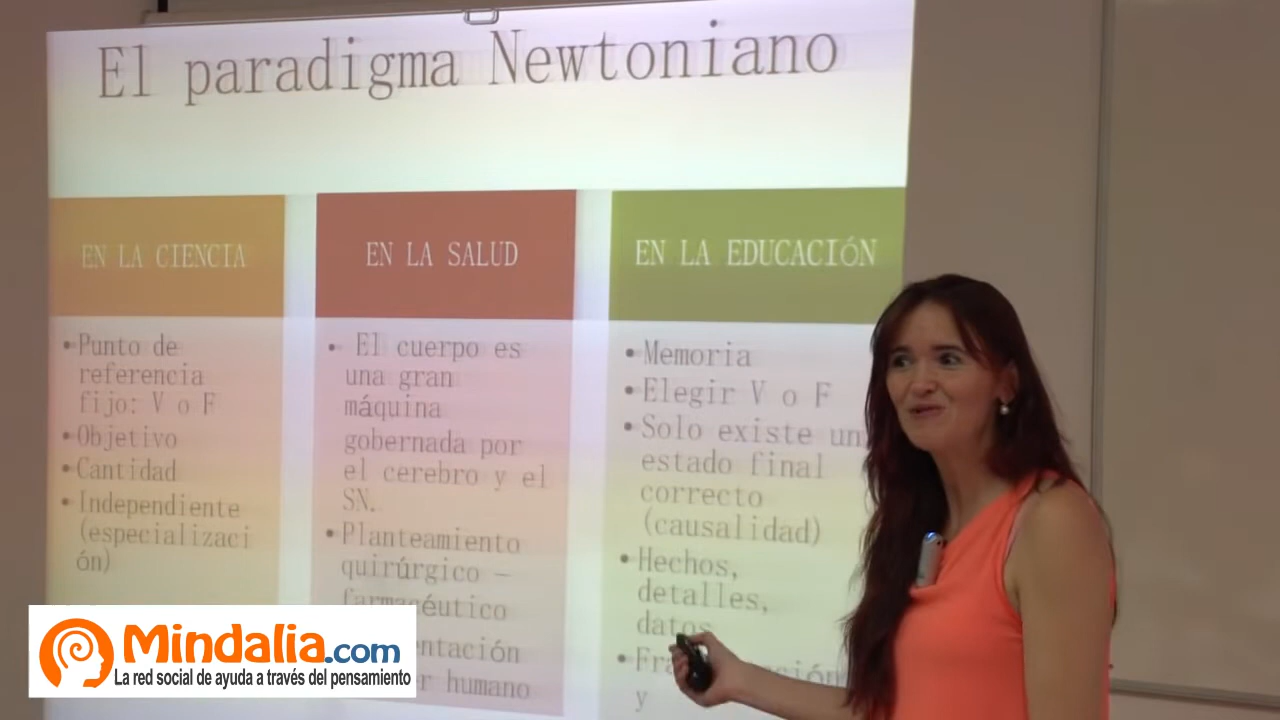 El paradigma Newtoniano
EN LA CIENCIA
•Punto de
referencia
fijo: V o F
•Objetivo
•Cantidad
•Independiente
(especializaci
ón)
EN LA SALUD
• El cuerpo es
una gran
máquina
gobernada por
el cerebro y el
SN.
•Planteamiento
quirúrgico –
farmacéutico
humano
EN LA EDUCACIÓN
•Memoria
•Elegir V o F
•Solo existe un
estado final
correcto
(causalidad)
•Hechos,
detalles,
datos
y
Mindalia.com
La red social de ayuda a través del pensamiento